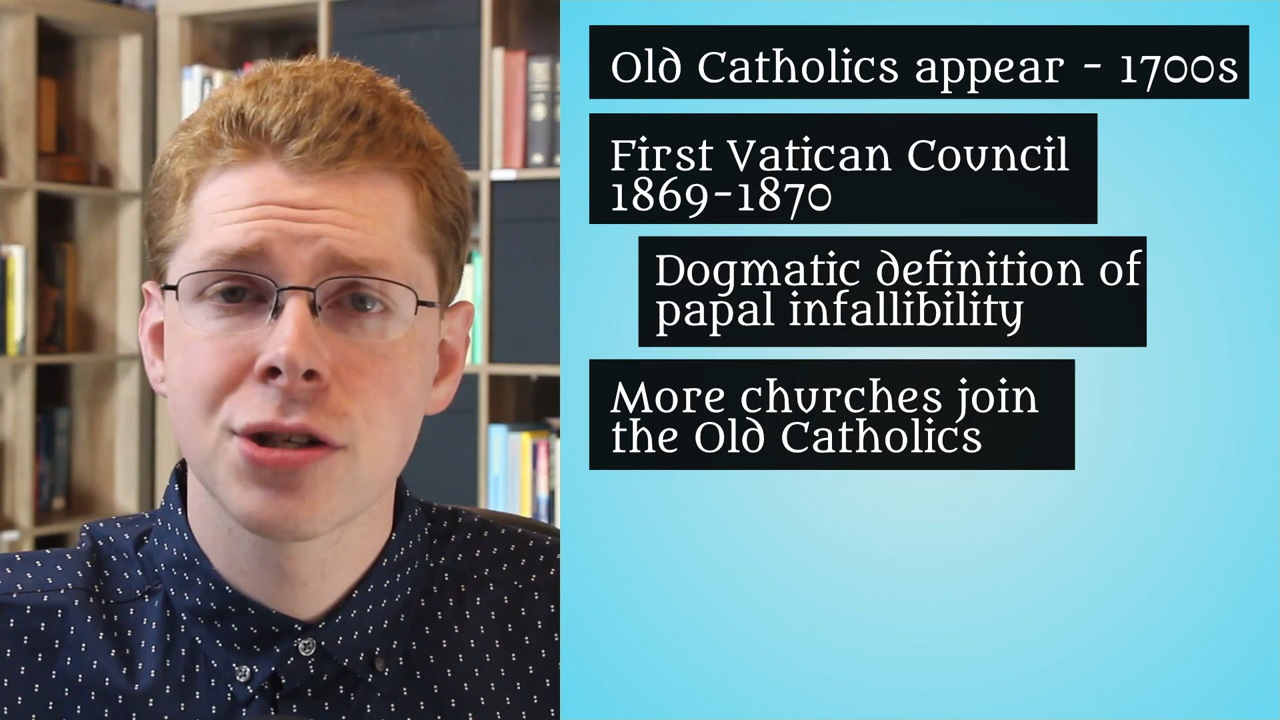 Old Catholics appear - 1700s
First Vatican Council
1869-1870
Dogmatic definition of
papal infallibility
More churches join
the Old Catholics